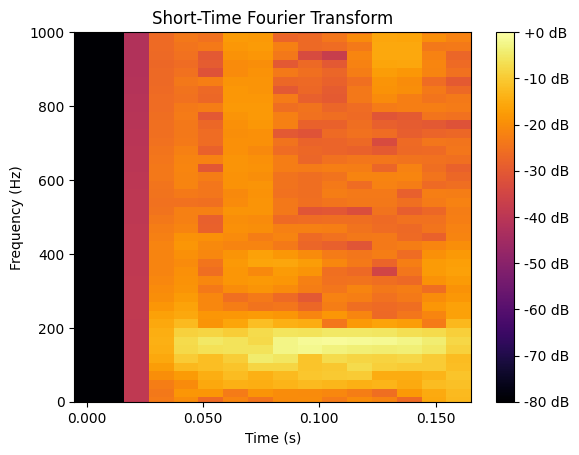 Short-Time Fourier Transform
Frequency (Hz)
1000
800
600
400
200
0
0.000
0.050
0.100
0.150
Time (s)
+0 dB
-10 dB
-20 dB
-30 dB
-40 dB
-50 dB
-60 dB
-70 dB
-80 dB